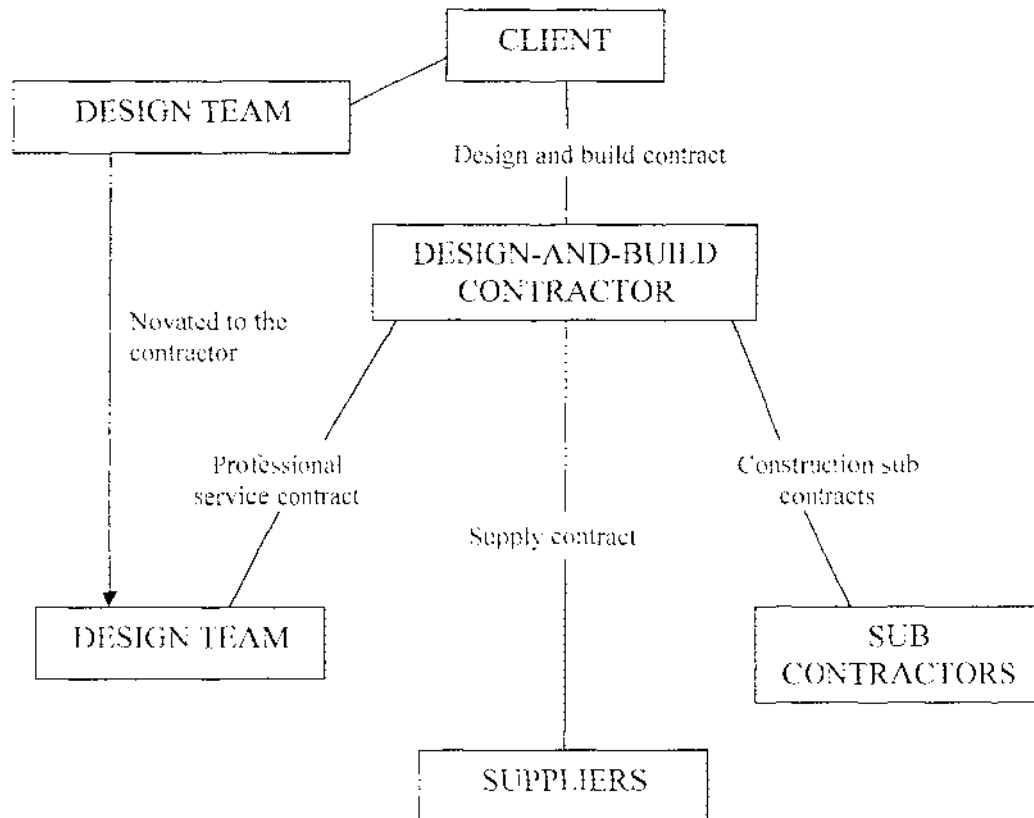 CLIENT
DESIGN TEAM
Design and build contract
DESIGN-AND-BUILD
CONTRACTOR
Novated to the
contractor
Professional
service contract
Construction sub
contracts
Supply contract
DESIGN TEAM
SUB
CONTRACTORS
SUPPLIERS